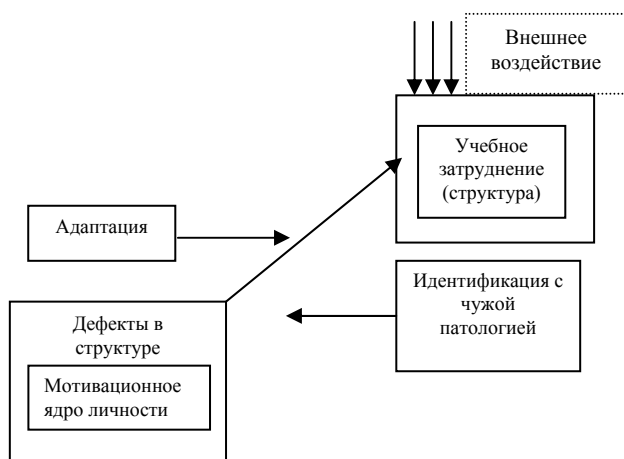 Внешнее
воздействие
Учебное
затруднение
(структура)
Адаптация
Идентификация с
чужой
патологией
Дефекты в
структуре
Мотивационное
ядро личности